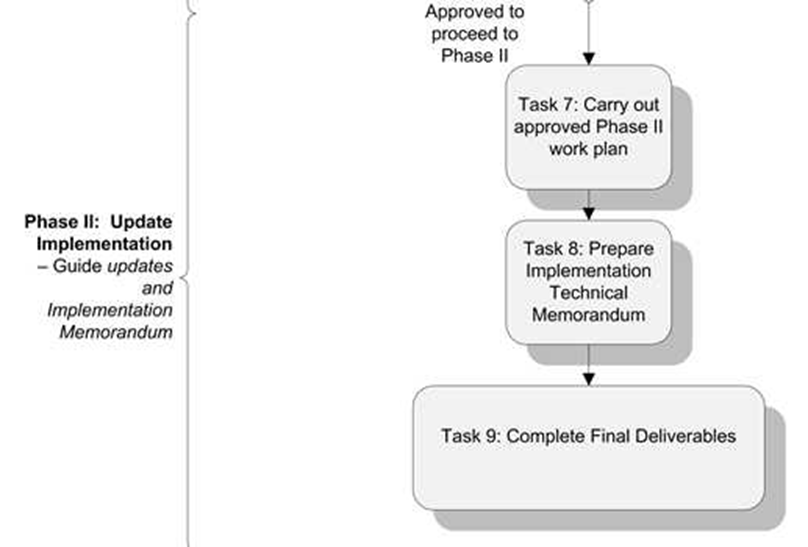 Approved to
proceed to
Phase II
Task 7: Carry out
approved Phase II
work plan
Phase II:  Update
Implementation
– Guide updates
and
Implementation
Memorandum
Task 8: Prepare
Implementation
Technical
Memorandum
Task 9: Complete Final Deliverables